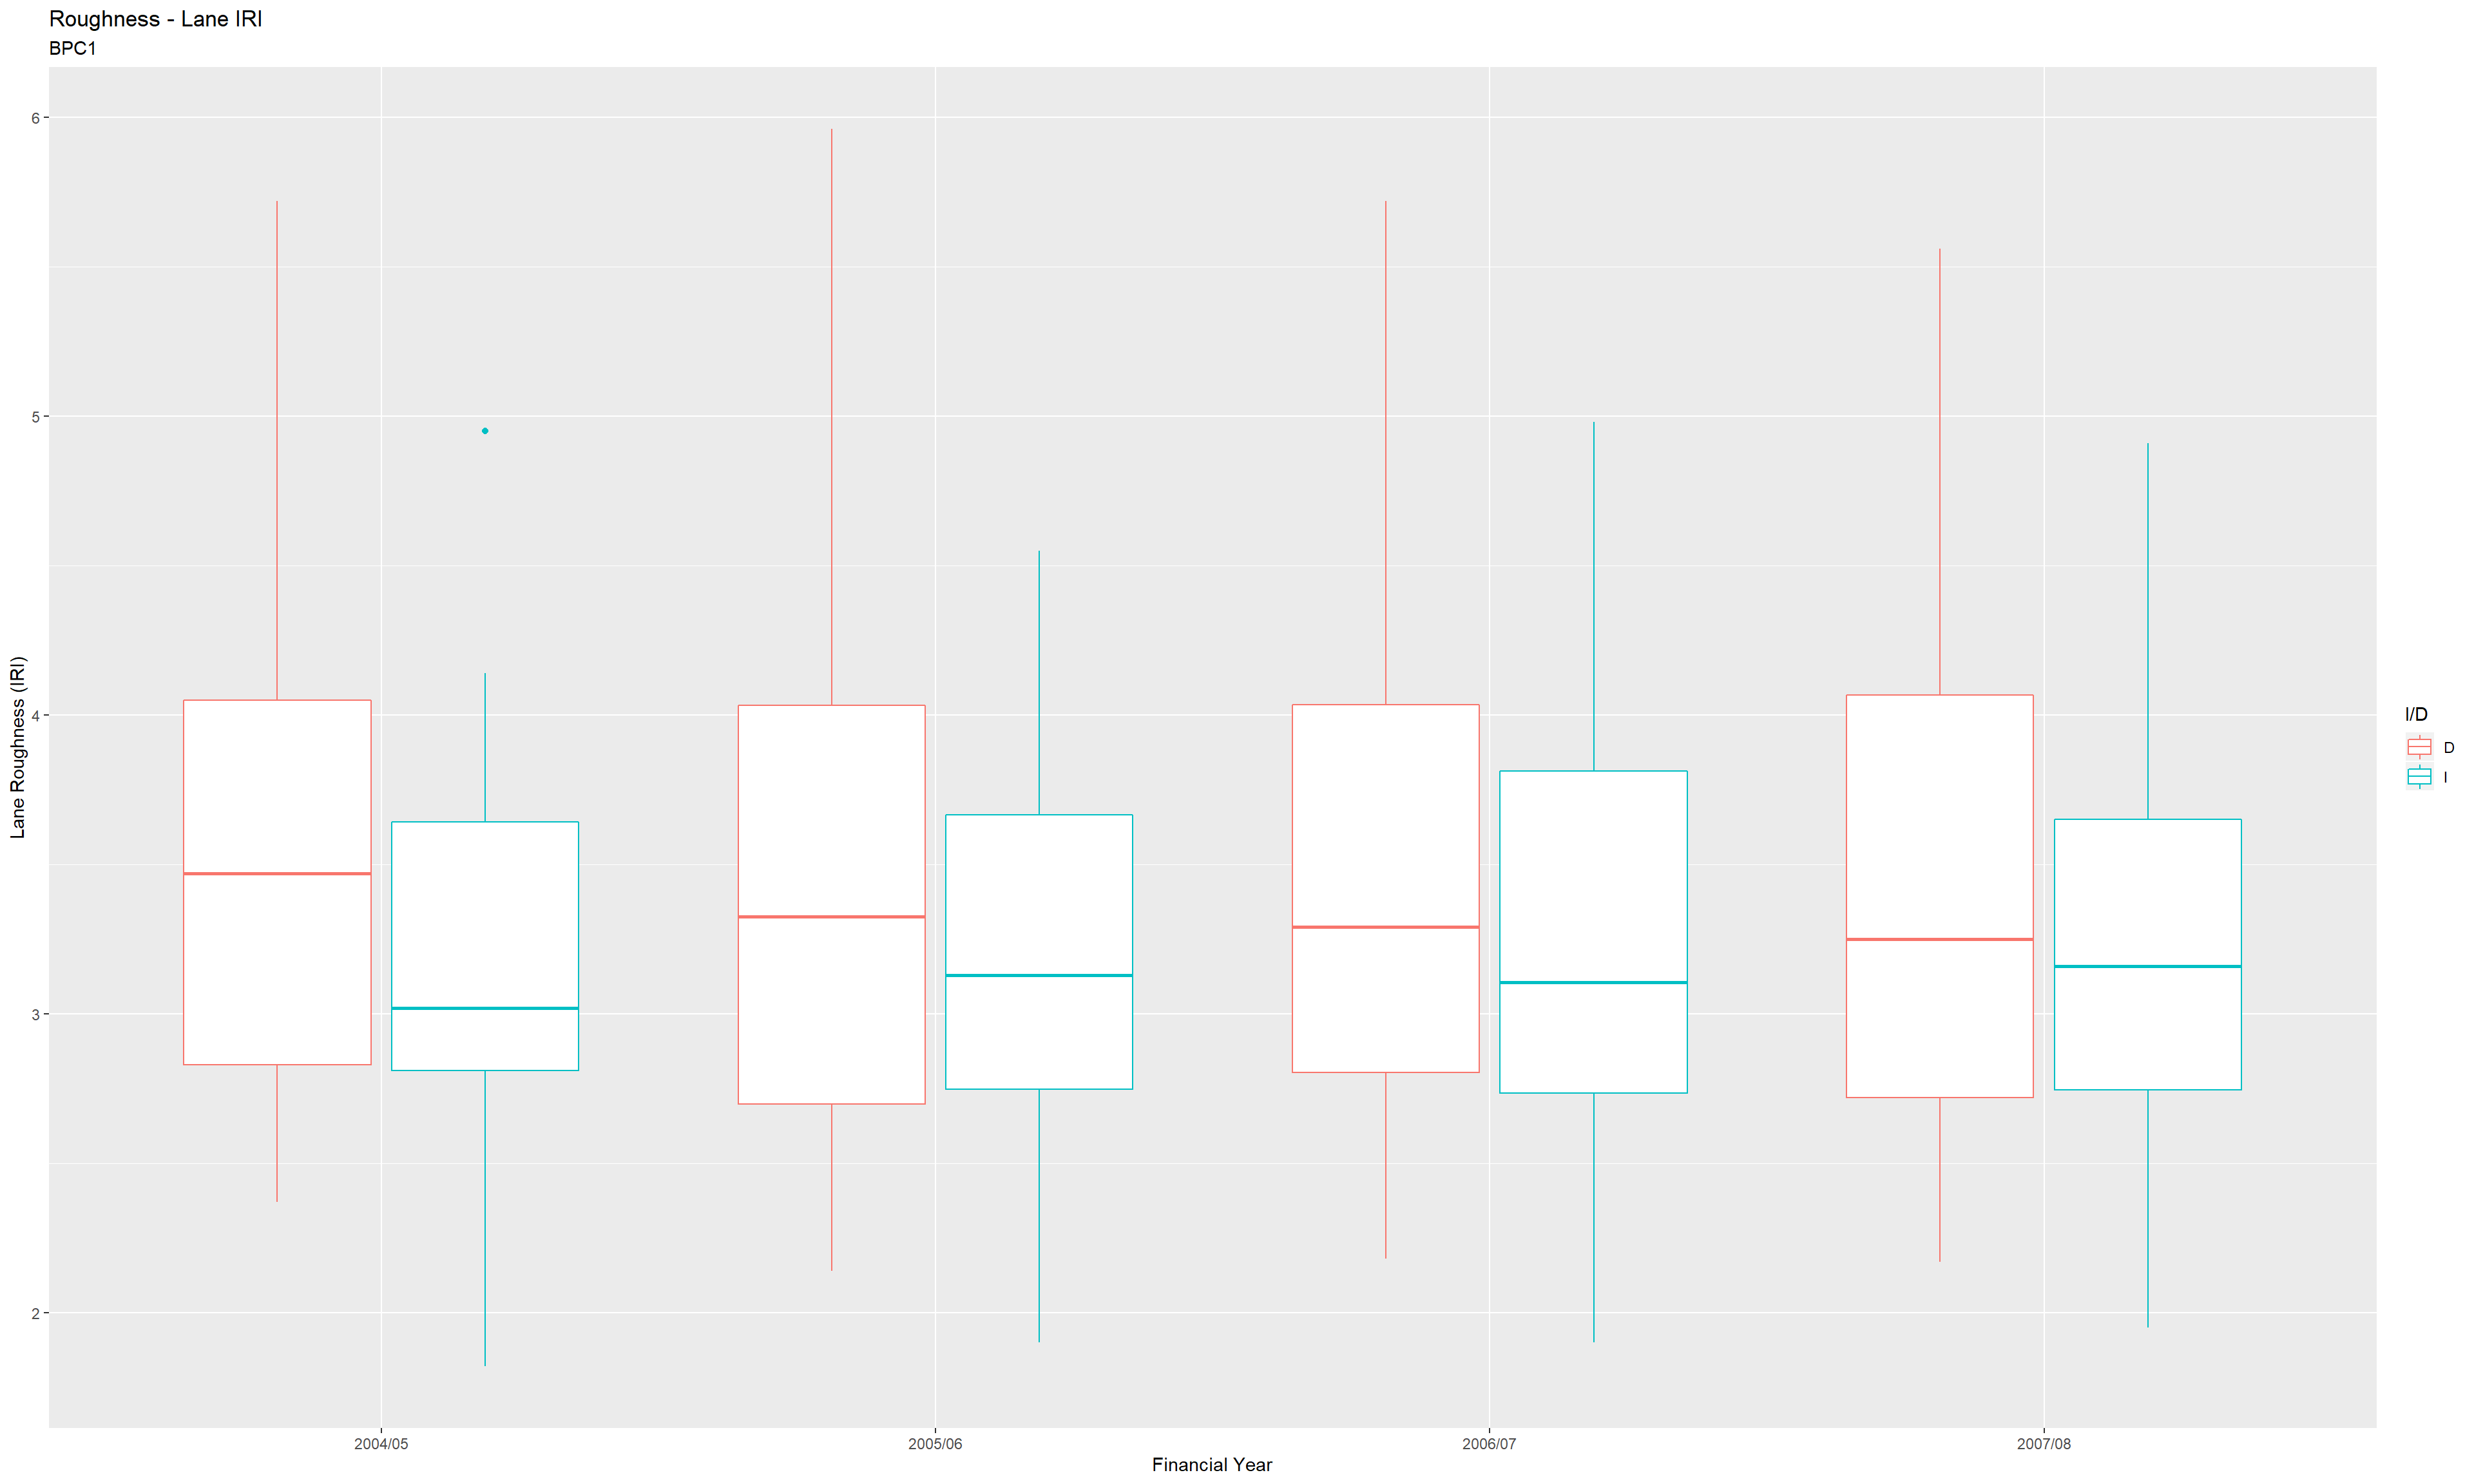 Roughness - Lane IRI
BPC1
Lane Roughness (IRI)
6
5
4
3
2
2004/05
2005/06
2006/07
2007/08
Financial Year
I/D
D
I